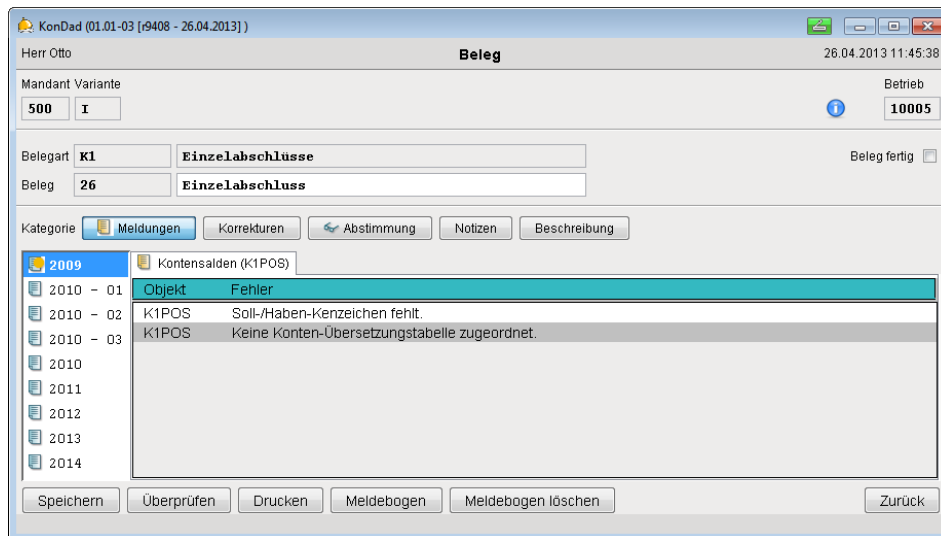 KonDad (01.01-03 [r9408 - 26.04.2013] )
Herr Otto Beleg 26.04.2013 11:45:38
Mandant Variante Betrieb
500 I 10005
Belegart K1 Einzelabschlüsse Beleg fertig
Beleg 26 Einzelabschluss
Kategorie Meldungen Korrekturen Abstimmung Notizen Beschreibung
2009 Kontensalden (K1POS)
2010 - 01 Objekt Fehler
2010 - 02 K1POS Soll-/Haben-Kenzeichen fehlt.
2010 - 03 K1POS Keine Konten-Übersetzungstabelle zugeordnet.
2010
2011
2012
2013
2014
Speichern Überprüfen Drucken Meldebogen Meldebogen löschen Zurück